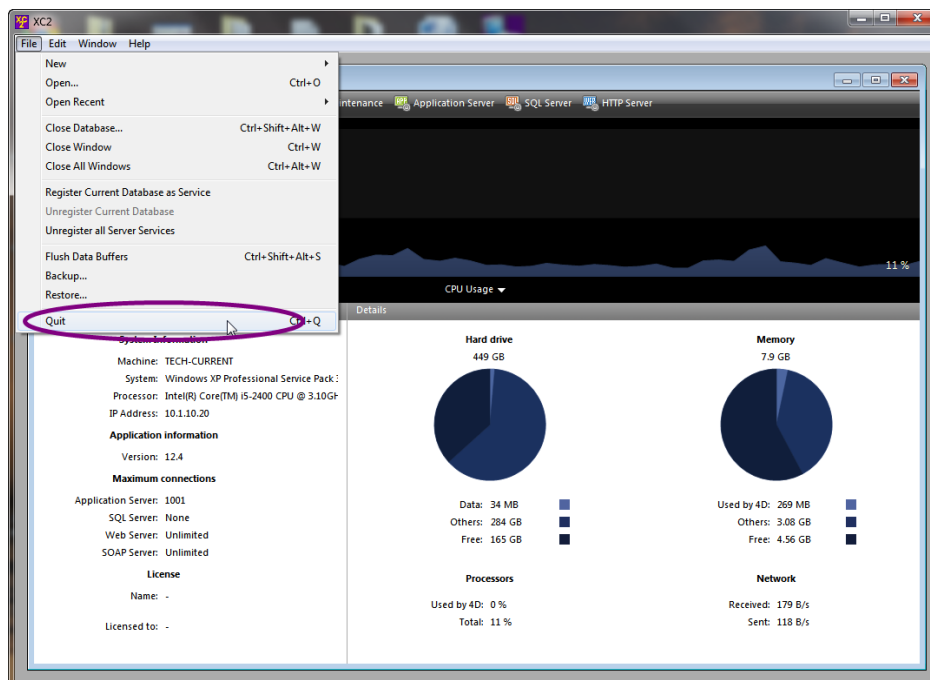 XC2
File Edit Window Help
New
Open... Ctrl+O
Open Recent
Close Database... Ctrl+Shift+Alt+W
Close Window Ctrl+W
Close All Windows Ctrl+Alt+W
Register Current Database as Service
Unregister Current Database
Unregister all Server Services
Flush Data Buffers Ctrl+Shift+Alt+S
Backup...
Restore...
Quit Ctrl+Q
intenance Application Server SQL Server HTTP Server
11 %
CPU Usage
Details
System Information
Machine: TECH-CURRENT
System: Windows XP Professional Service Pack 3
Processor: Intel(R) Core(TM) i5-2400 CPU @ 3.10GH
IP Address: 10.1.10.20
Application information
Version: 12.4
Maximum connections
Application Server: 1001
SQL Server: None
Web Server: Unlimited
SOAP Server: Unlimited
License
Name: -
Licensed to: -
Hard drive
449 GB
Data: 34 MB
Others: 284 GB
Free: 165 GB
Memory
7.9 GB
Used by 4D: 269 MB
Others: 3.08 GB
Free: 4.56 GB
Processors
Used by 4D: 0 %
Total: 11 %
Network
Received: 179 B/s
Sent: 118 B/s